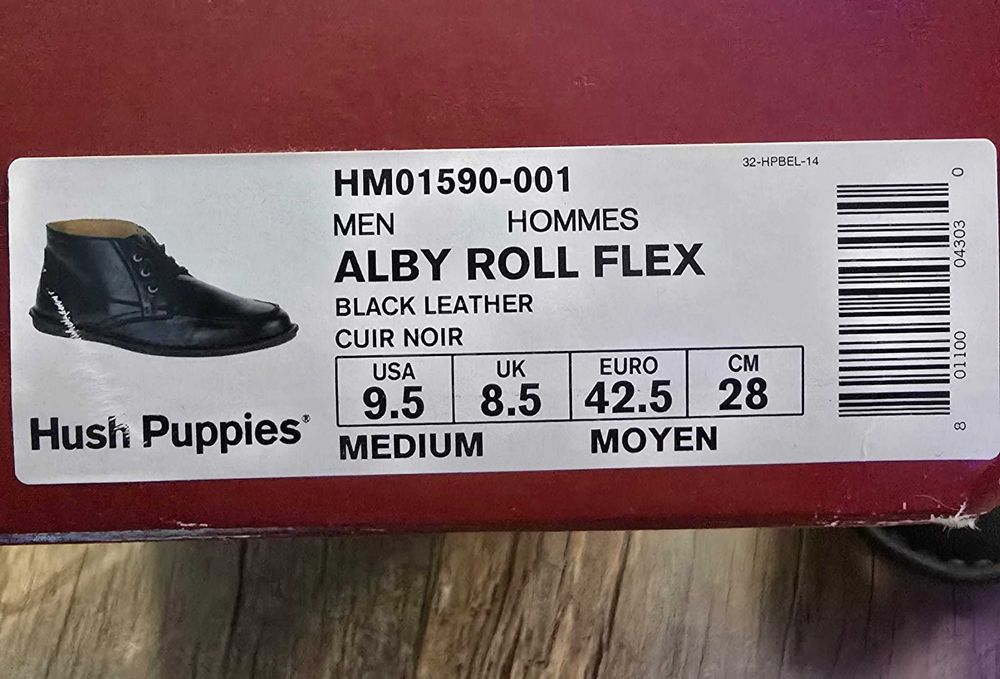 32-HPBEL-14
HM01590-001
MEN HOMMES
ALBY ROLL FLEX
BLACK LEATHER
CUIR NOIR
USA UK EURO CM
9.5 8.5 42.5 28
MEDIUM MOYEN
Hush Puppies®
8 01100 04303 0